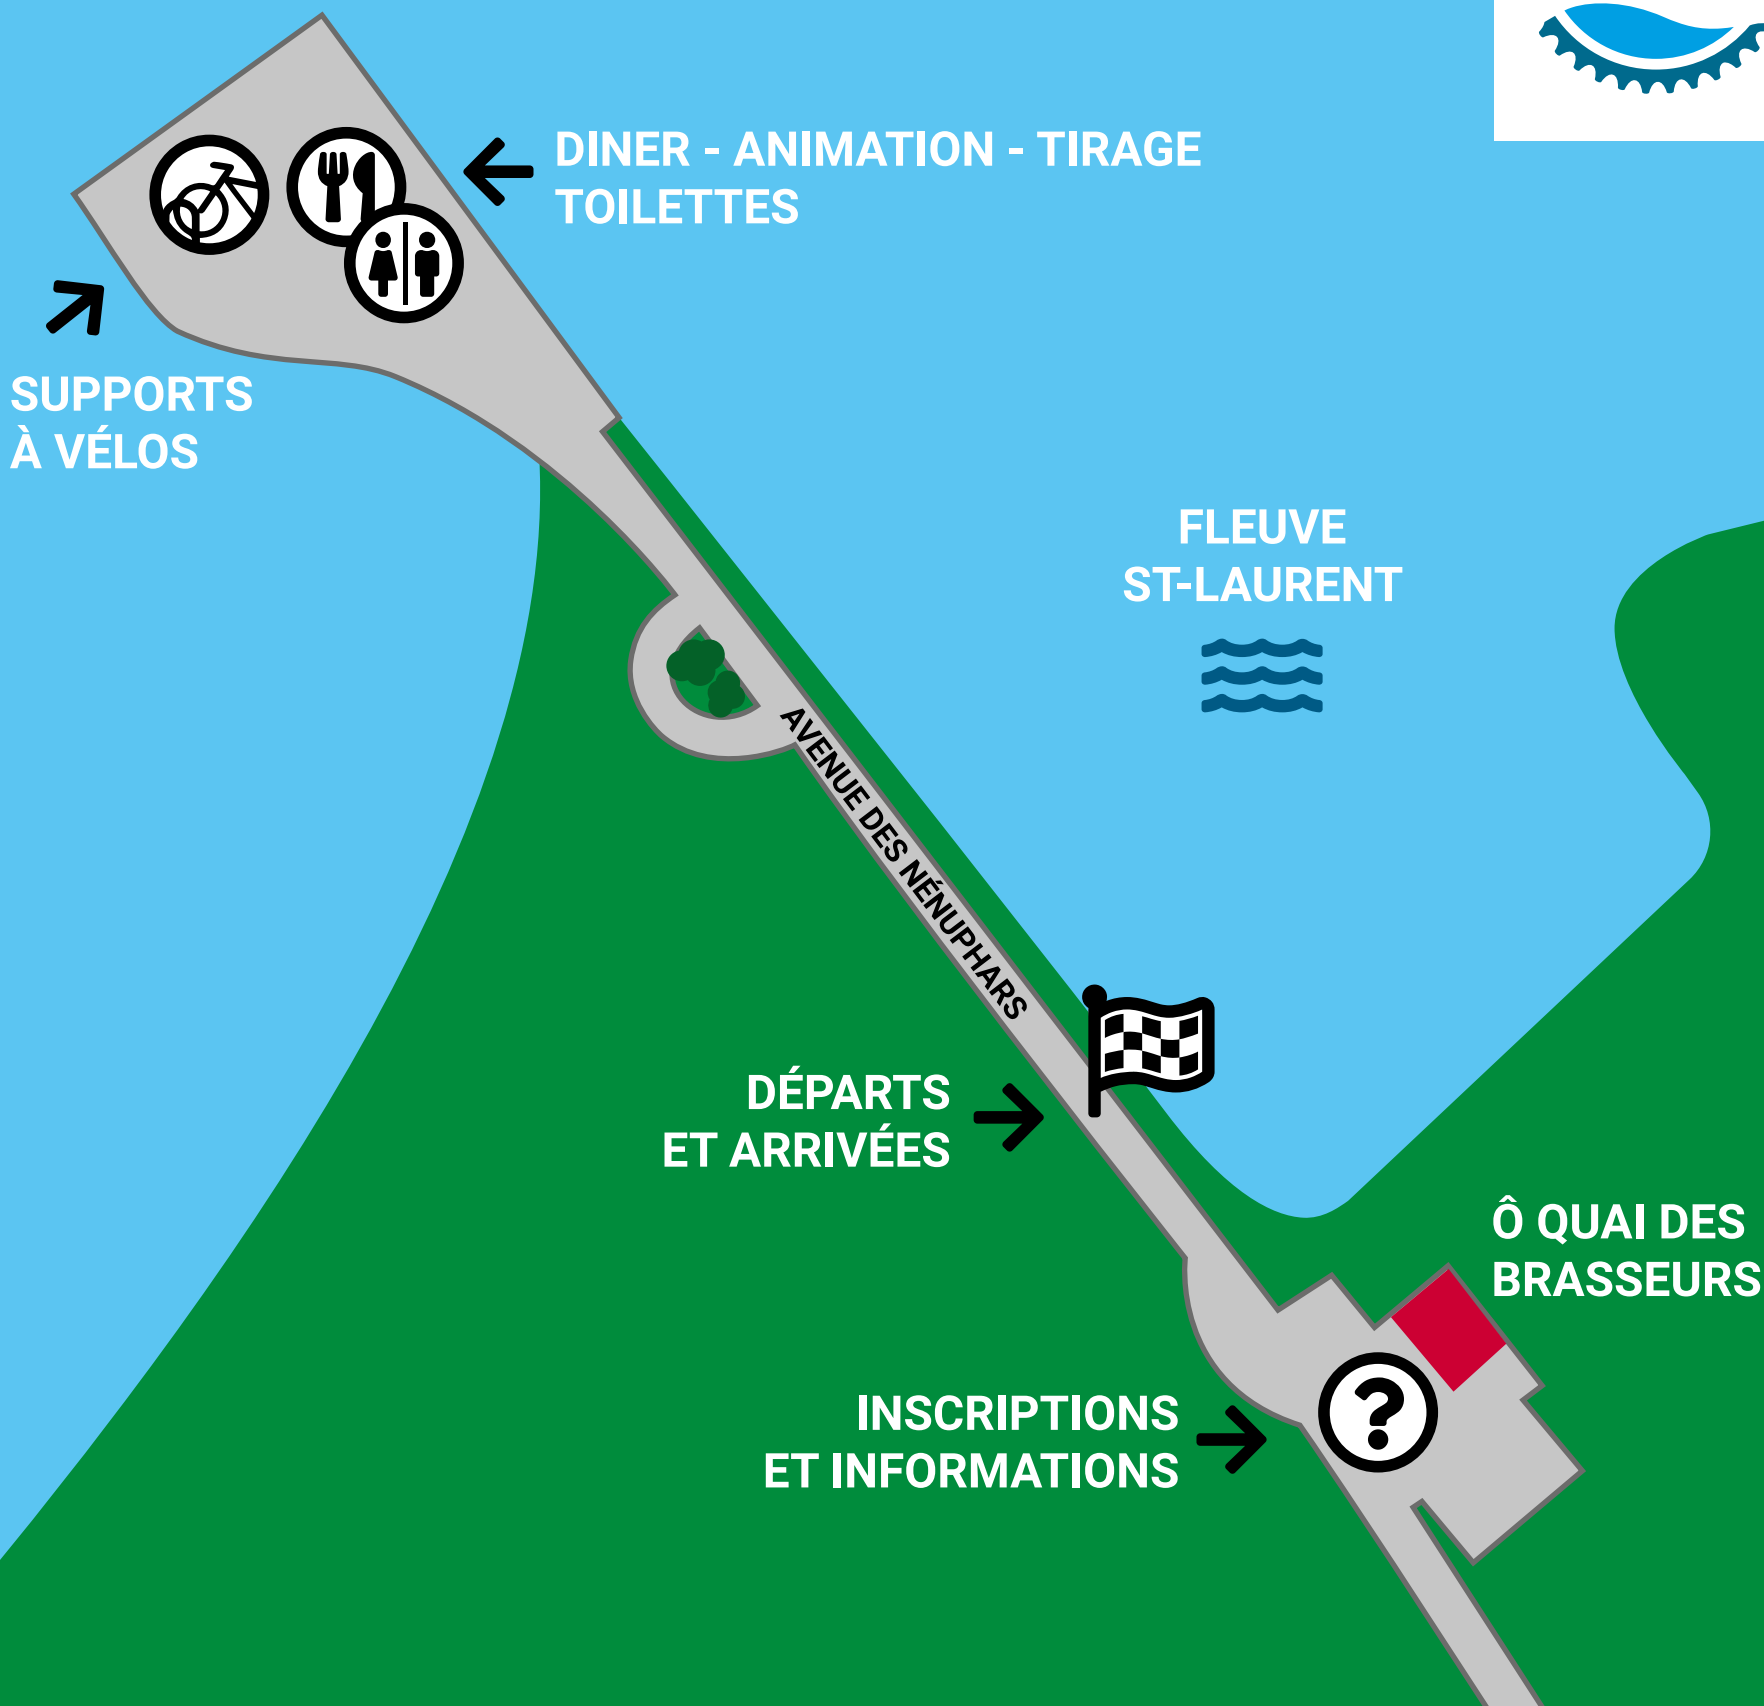 DINER - ANIMATION - TIRAGE
TOILETTES
SUPPORTS
À VÉLOS
FLEUVE
ST-LAURENT
AVENUE DES NÉNUPHARS
DÉPARTS
ET ARRIVÉES
Ô QUAI DES
BRASSEURS
INSCRIPTIONS
ET INFORMATIONS
?